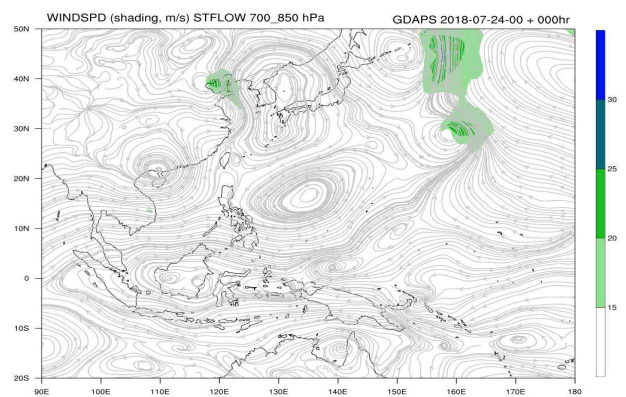 WINDSPD (shading, m/s) STFLOW 700_850 hPa
GDAPS 2018-07-24-00 + 000hr
50N
40N
30N
20N
10N
0
10S
20S
90E 100E 110E 120E 130E 140E 150E 160E 170E 180
30
25
20
15